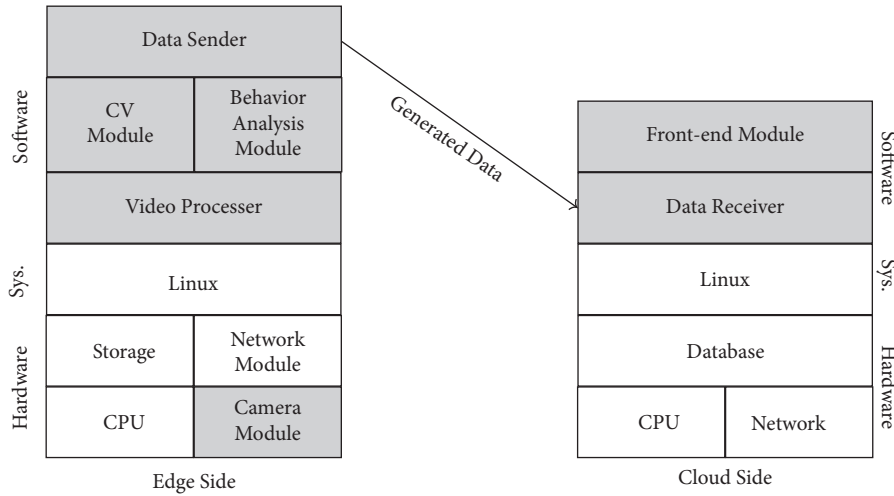 Data Sender
Software
CV
Module
Behavior
Analysis
Module
Video Processer
Sys.
Linux
Hardware
Storage
Network
Module
CPU
Camera
Module
Edge Side
Generated Data
Front-end Module
Software
Data Receiver
Linux
Sys.
Database
Hardware
CPU
Network
Cloud Side